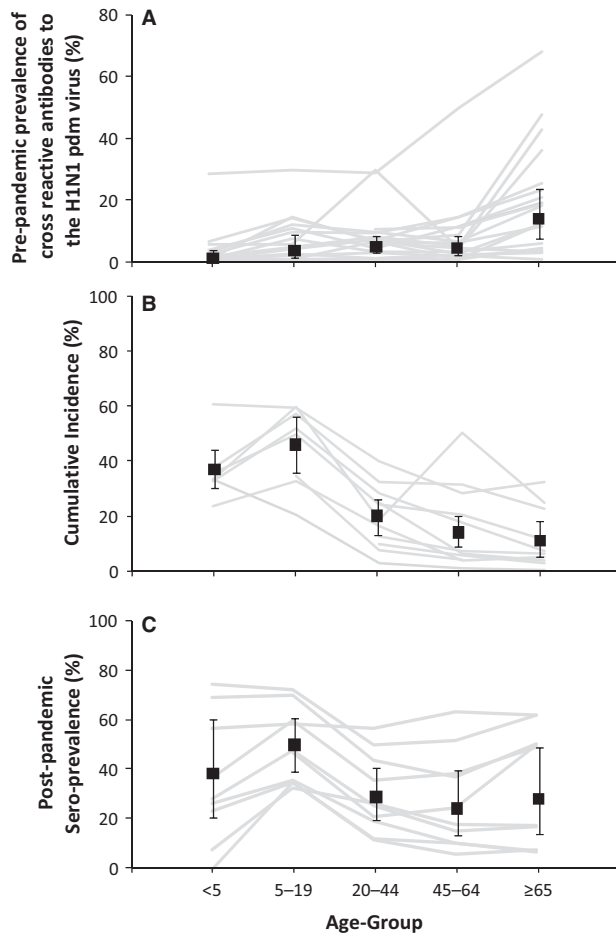 A
Pre-pandemic prevalence of
cross reactive antibodies to
the H1N1 pdm virus (%)
80
60
40
20
0
B
Cumulative Incidence (%)
100
80
60
40
20
0
C
Post-pandemic
Sero-prevalence (%)
100
80
60
40
20
0
<5 5–19 20–44 45–64 ≥65
Age-Group